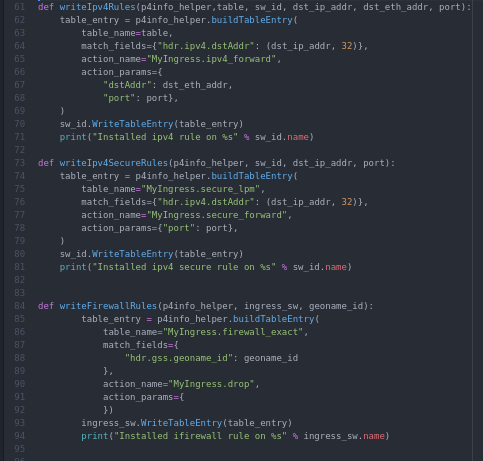 61 def writeIpv4Rules(p4info_helper,table, sw_id, dst_ip_addr, dst_eth_addr, port):
62 table_entry = p4info_helper.buildTableEntry(
63 table_name=table,
64 match_fields={"hdr.ipv4.dstAddr": (dst_ip_addr, 32)},
65 action_name="MyIngress.ipv4_forward",
66 action_params={
67 "dstAddr": dst_eth_addr,
68 "port": port},
69 )
70 sw_id.WriteTableEntry(table_entry)
71 print("Installed ipv4 rule on %s" % sw_id.name)
72
73 def writeIpv4SecureRules(p4info_helper, sw_id, dst_ip_addr, port):
74 table_entry = p4info_helper.buildTableEntry(
75 table_name="MyIngress.secure_lpm",
76 match_fields={"hdr.ipv4.dstAddr": (dst_ip_addr, 32)},
77 action_name="MyIngress.secure_forward",
78 action_params={"port": port},
79 )
80 sw_id.WriteTableEntry(table_entry)
81 print("Installed ipv4 secure rule on %s" % sw_id.name)
82
83
84 def writeFirewallRules(p4info_helper, ingress_sw, geoname_id):
85 table_entry = p4info_helper.buildTableEntry(
86 table_name="MyIngress.firewall_exact",
87 match_fields={
88 "hdr.gss.geoname_id": geoname_id
89 },
90 action_name="MyIngress.drop",
91 action_params={
92 })
93 ingress_sw.WriteTableEntry(table_entry)
94 print("Installed ifirewall rule on %s" % ingress_sw.name)
95